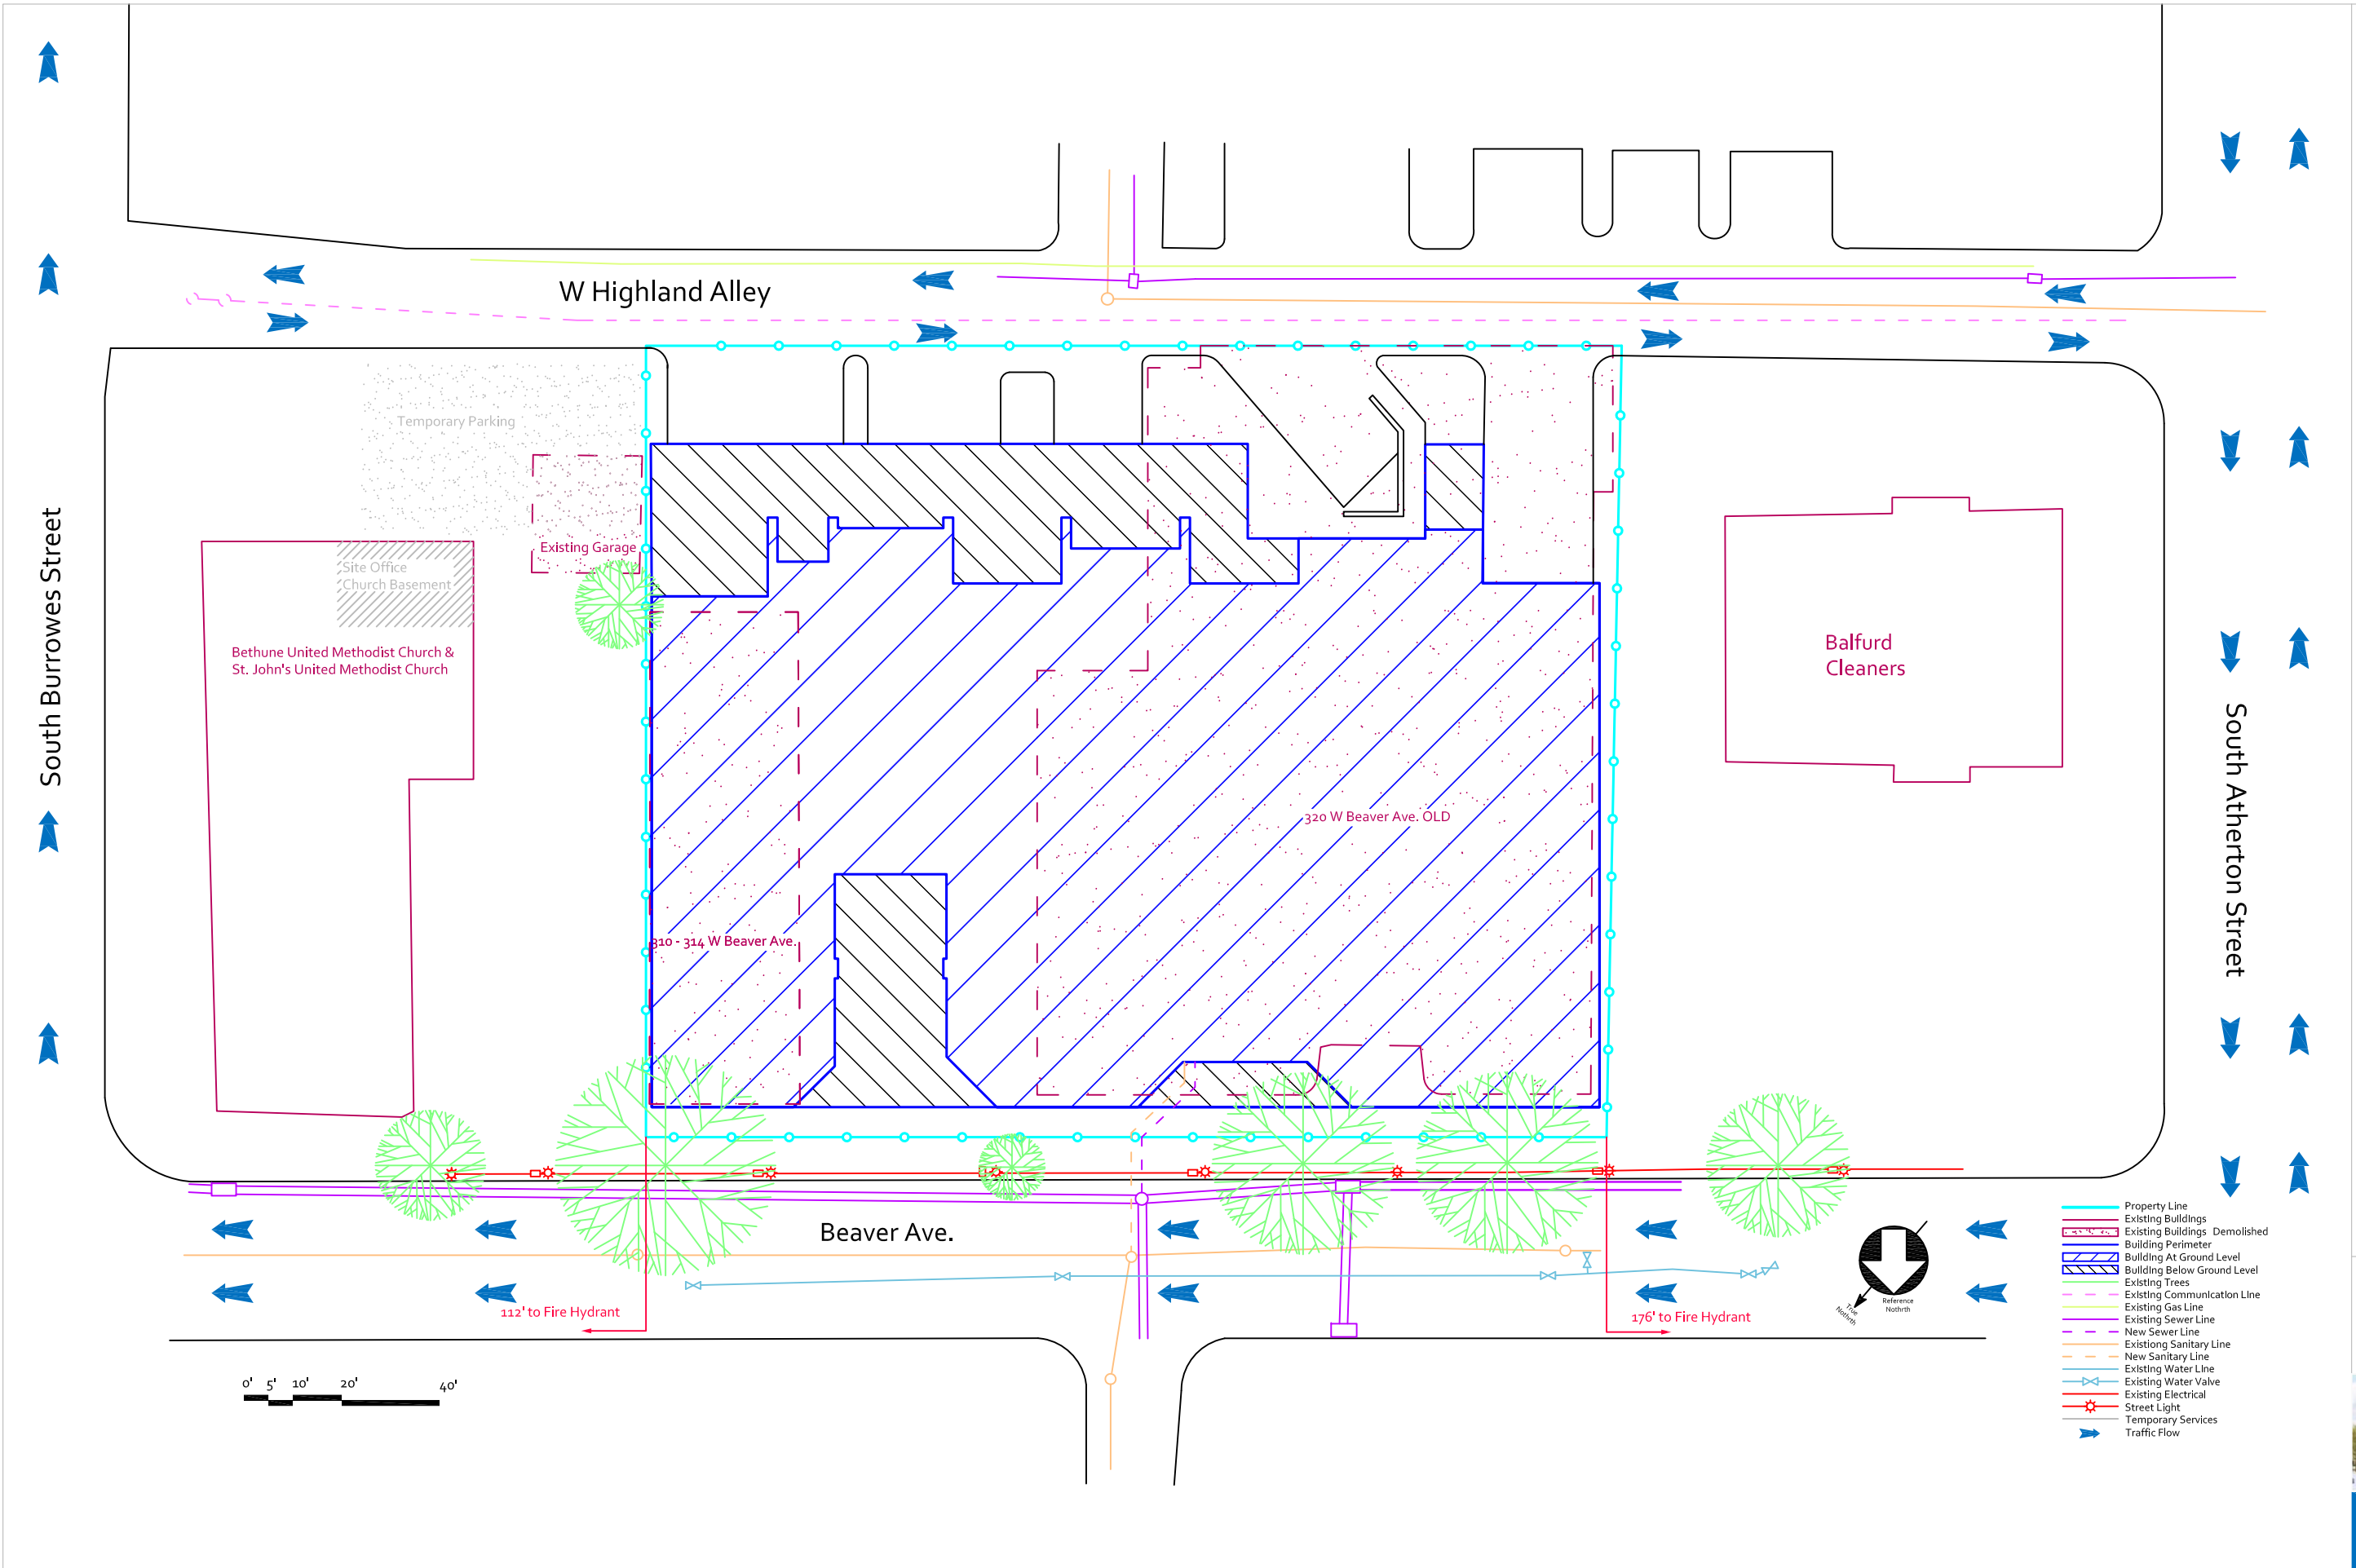 W Highland Alley
Temporary Parking
Existing Garage
Site Office
Church Basement
Bethune United Methodist Church &
St. John's United Methodist Church
South Burrowes Street
Balfurd
Cleaners
South Atherton Street
320 W Beaver Ave. OLD
310 - 314 W Beaver Ave.
Beaver Ave.
112' to Fire Hydrant
176' to Fire Hydrant
True
Nothrth
Reference
Nothrth
0' 5' 10' 20' 40'
Property Line
Existing Buildings
Existing Buildings Demolished
Building Perimeter
Building At Ground Level
Building Below Ground Level
Existing Trees
Existing Communication Line
Existing Gas Line
Existing Sewer Line
New Sewer Line
Existiong Sanitary Line
New Sanitary Line
Existing Water Line
Existing Water Valve
Existing Electrical
Street Light
Temporary Services
Traffic Flow